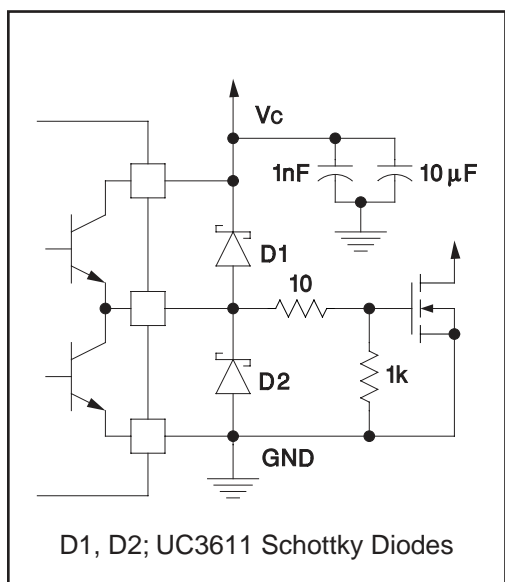 Vc
1nF
10 µF
D1
10
D2
1k
GND
D1, D2; UC3611 Schottky Diodes